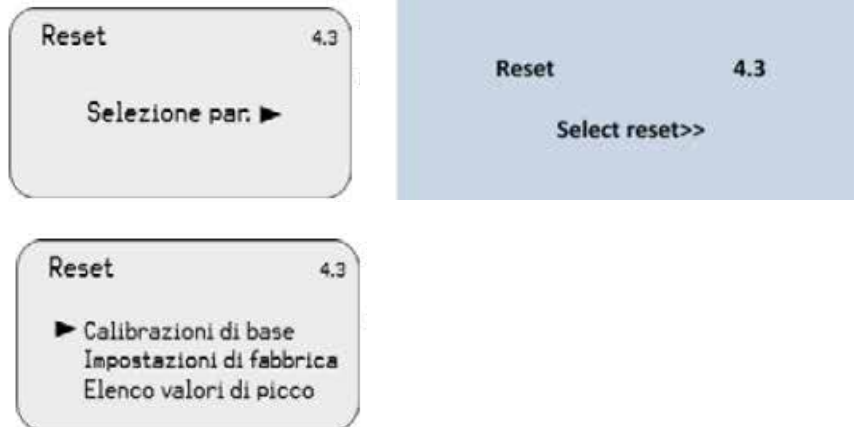 Reset 4.3
Selezione par. ►
Reset 4.3
Select reset>>
Reset 4.3
► Calibrazioni di base
Impostazioni di fabbrica
Elenco valori di picco